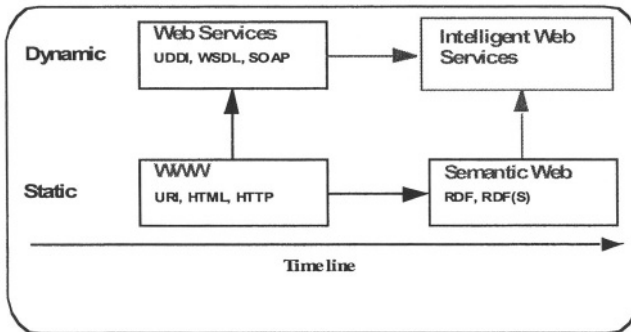 Dynamic
Web Services
UDDI, WSDL, SOAP
Intelligent Web
Services
Static
WWW
URI, HTML, HTTP
Semantic Web
RDF, RDF(S)
Timeline